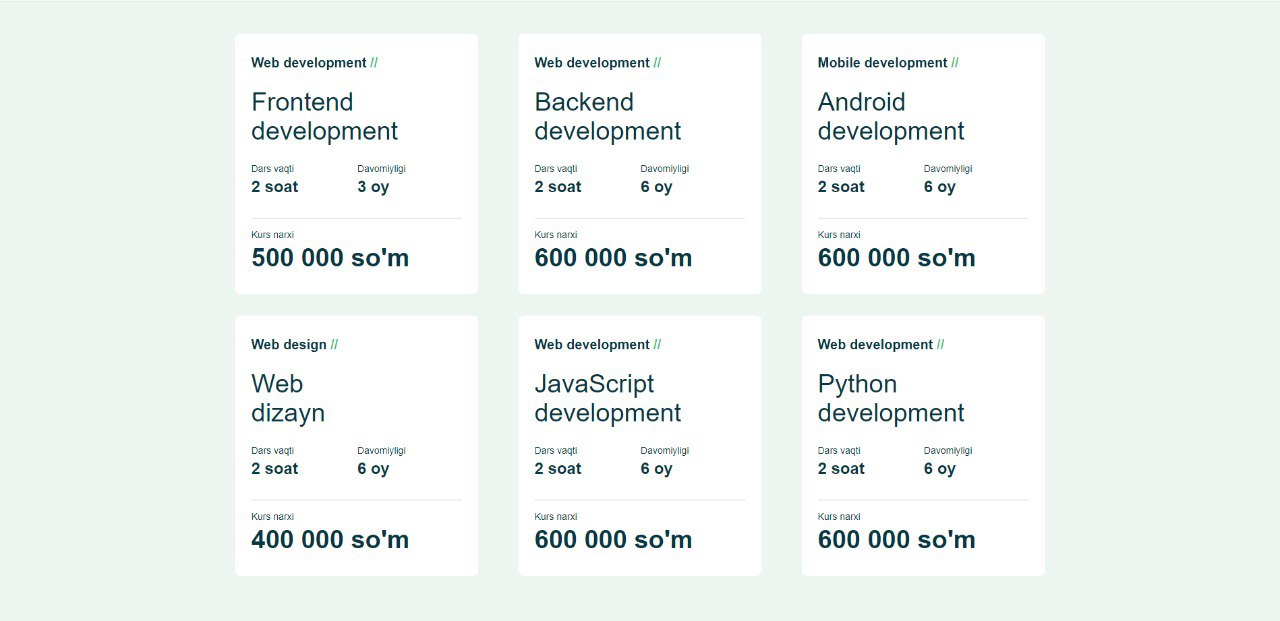 Web development //
Frontend
development
Dars vaqti
Davomiyligi
2 soat
3 oy
Kurs narxi
500 000 so'm
Web development //
Backend
development
Dars vaqti
Davomiyligi
2 soat
6 oy
Kurs narxi
600 000 so'm
Mobile development //
Android
development
Dars vaqti
Davomiyligi
2 soat
6 oy
Kurs narxi
600 000 so'm
Web design //
Web
dizayn
Dars vaqti
Davomiyligi
2 soat
6 oy
Kurs narxi
400 000 so'm
Web development //
JavaScript
development
Dars vaqti
Davomiyligi
2 soat
6 oy
Kurs narxi
600 000 so'm
Web development //
Python
development
Dars vaqti
Davomiyligi
2 soat
6 oy
Kurs narxi
600 000 so'm